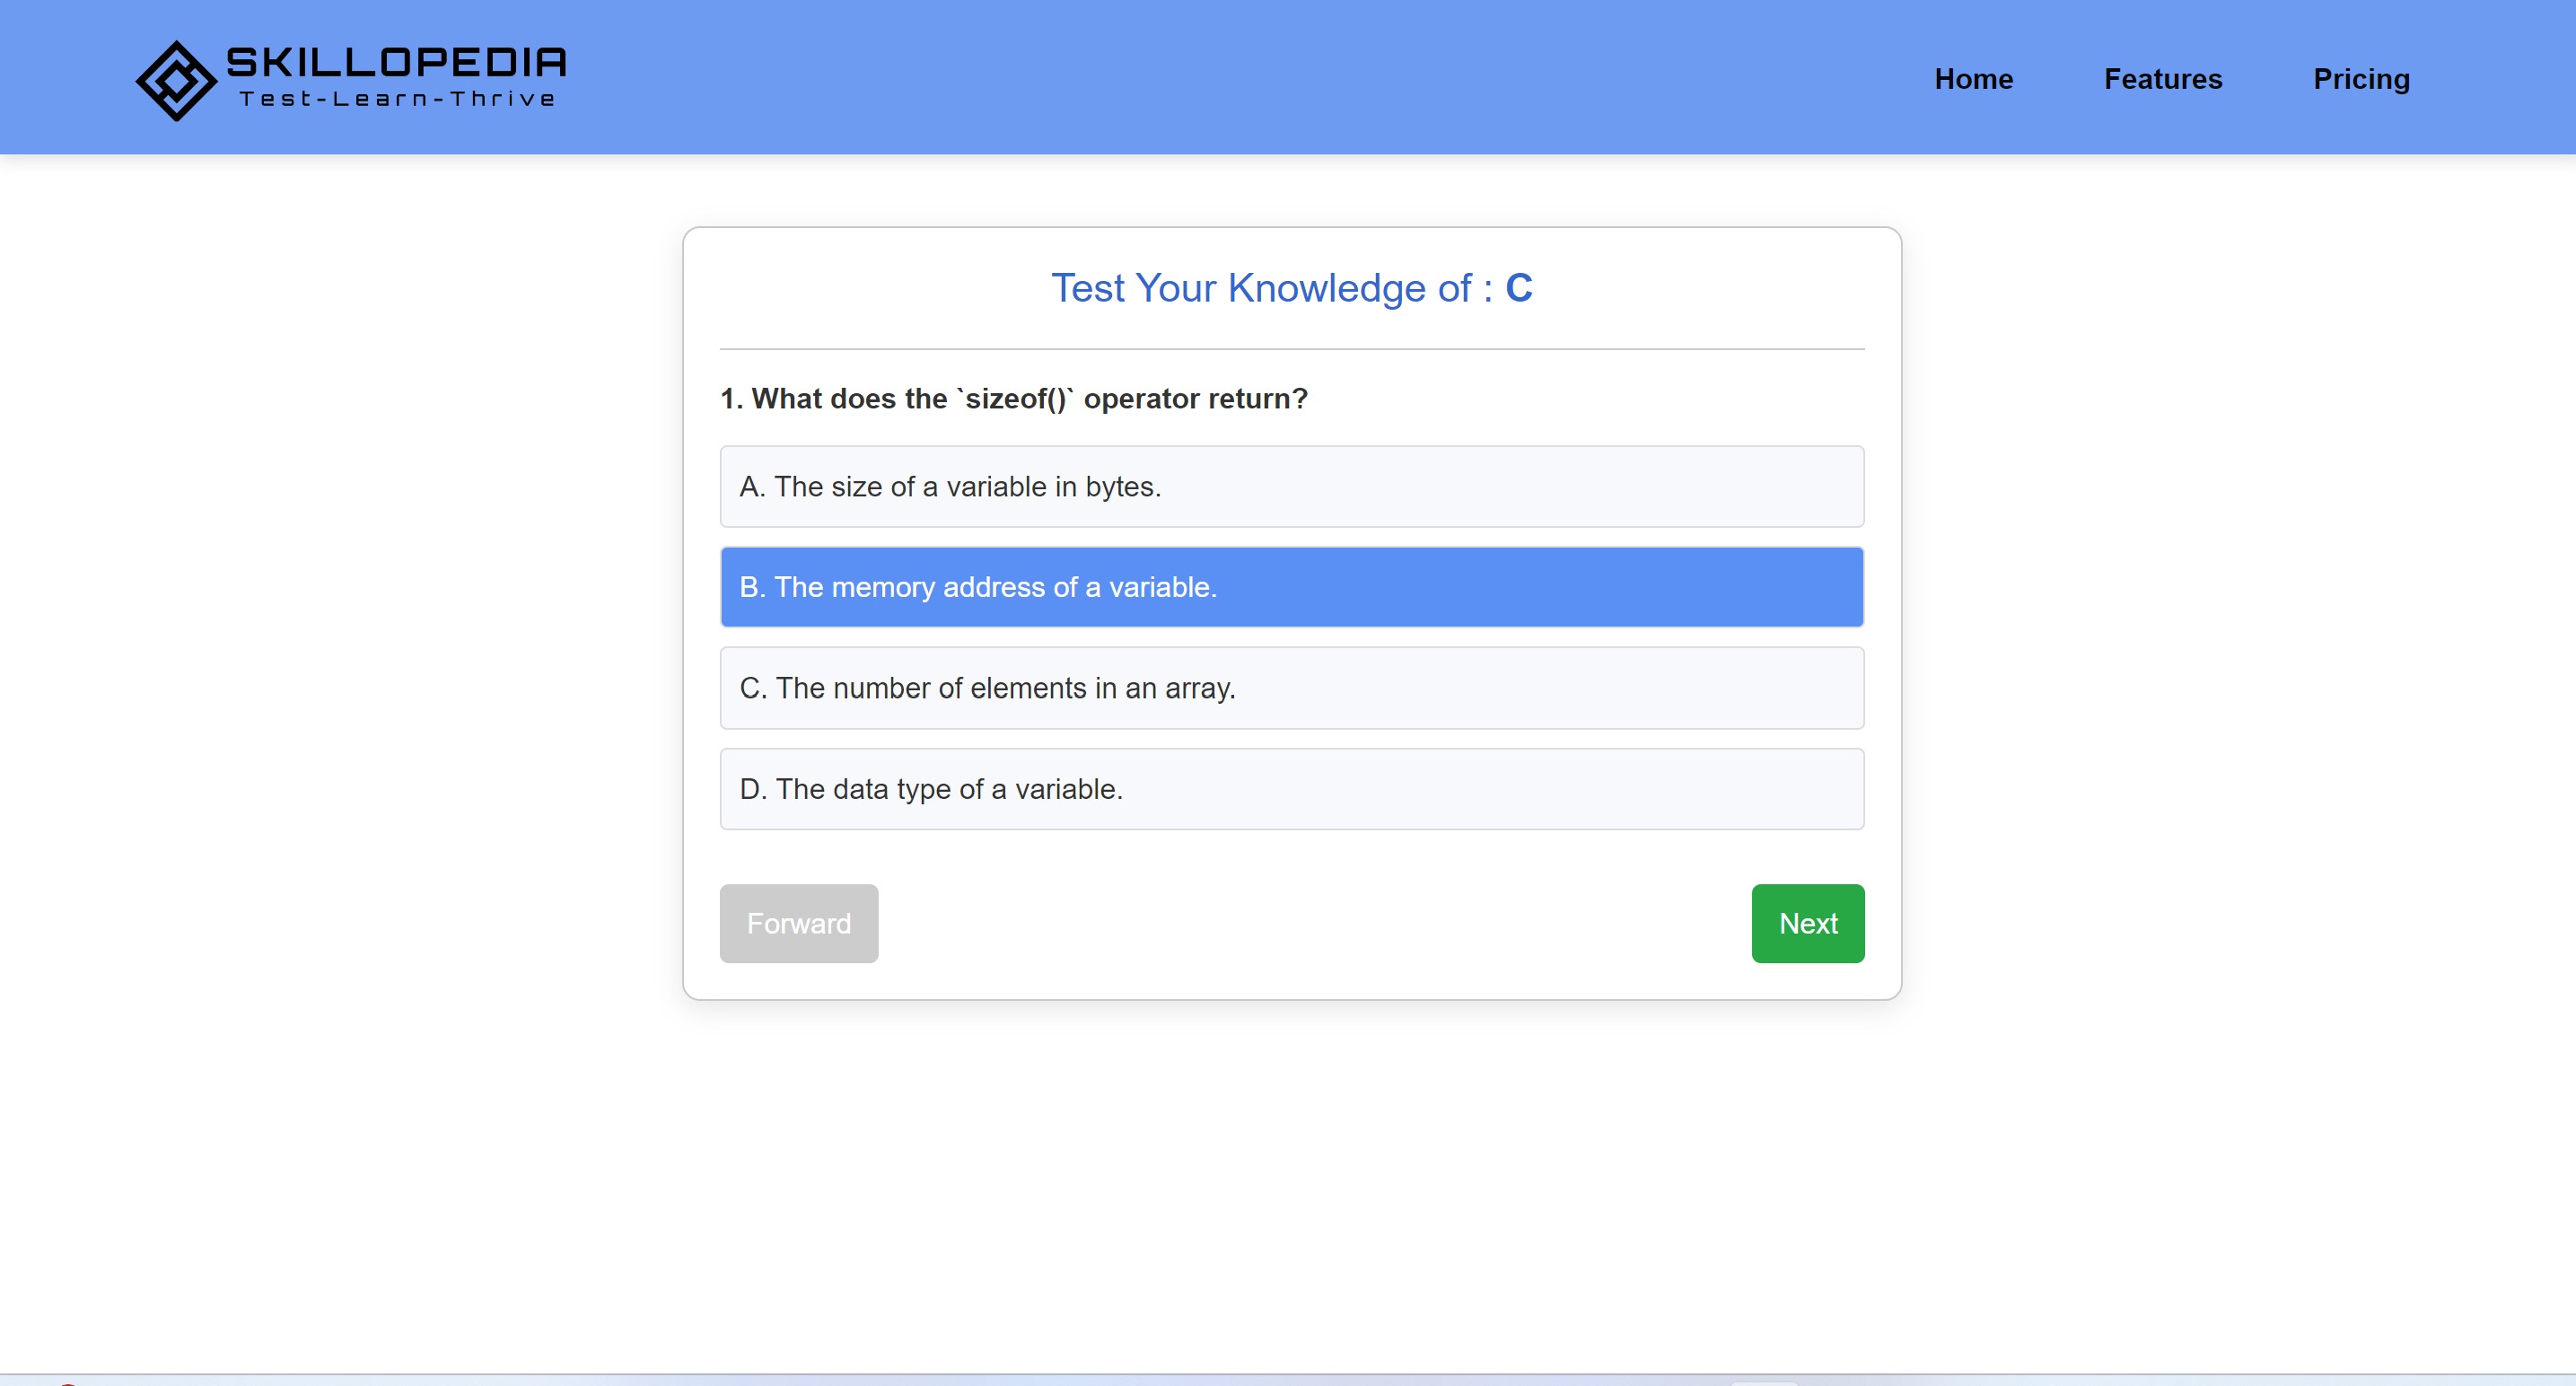 SKILLOPEDIA
Test-Learn-Thrive
Home Features Pricing
Test Your Knowledge of : C
1. What does the `sizeof()` operator return?
A. The size of a variable in bytes.
B. The memory address of a variable.
C. The number of elements in an array.
D. The data type of a variable.
Forward Next